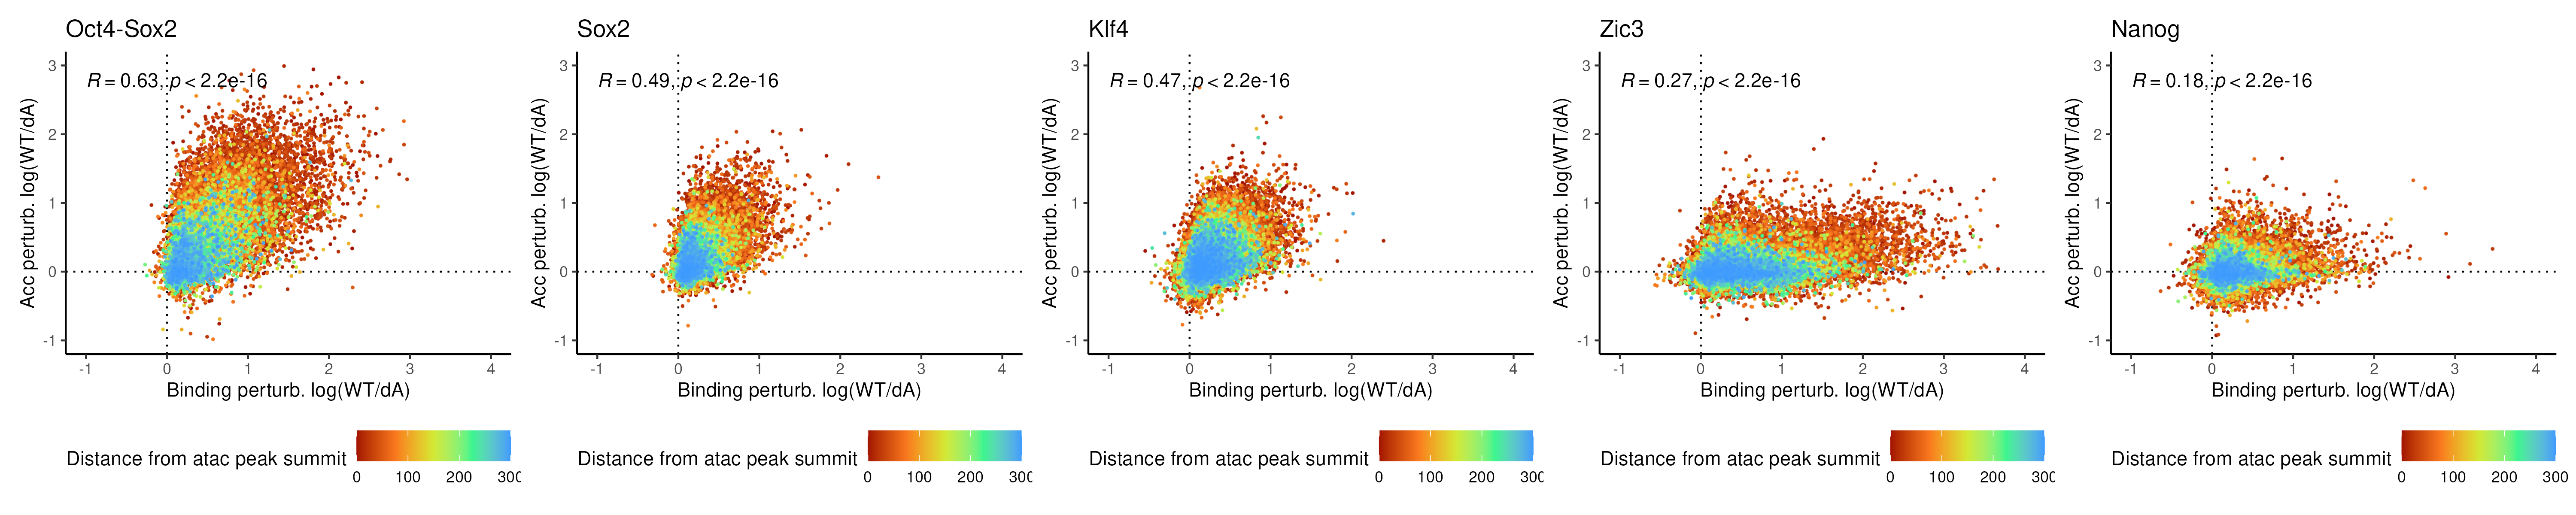 Oct4-Sox2
R = 0.63, p < 2.2e-16
3
2
1
0
-1
Acc perturb. log(WT/dA)
-1 0 1 2 3 4
Binding perturb. log(WT/dA)
Distance from atac peak summit
0 100 200 300
Sox2
R = 0.49, p < 2.2e-16
3
2
1
0
-1
Acc perturb. log(WT/dA)
-1 0 1 2 3 4
Binding perturb. log(WT/dA)
Distance from atac peak summit
0 100 200 300
Klf4
R = 0.47, p < 2.2e-16
3
2
1
0
-1
Acc perturb. log(WT/dA)
-1 0 1 2 3 4
Binding perturb. log(WT/dA)
Distance from atac peak summit
0 100 200 300
Zic3
R = 0.27, p < 2.2e-16
3
2
1
0
-1
Acc perturb. log(WT/dA)
-1 0 1 2 3 4
Binding perturb. log(WT/dA)
Distance from atac peak summit
0 100 200 300
Nanog
R = 0.18, p < 2.2e-16
3
2
1
0
-1
Acc perturb. log(WT/dA)
-1 0 1 2 3 4
Binding perturb. log(WT/dA)
Distance from atac peak summit
0 100 200 300